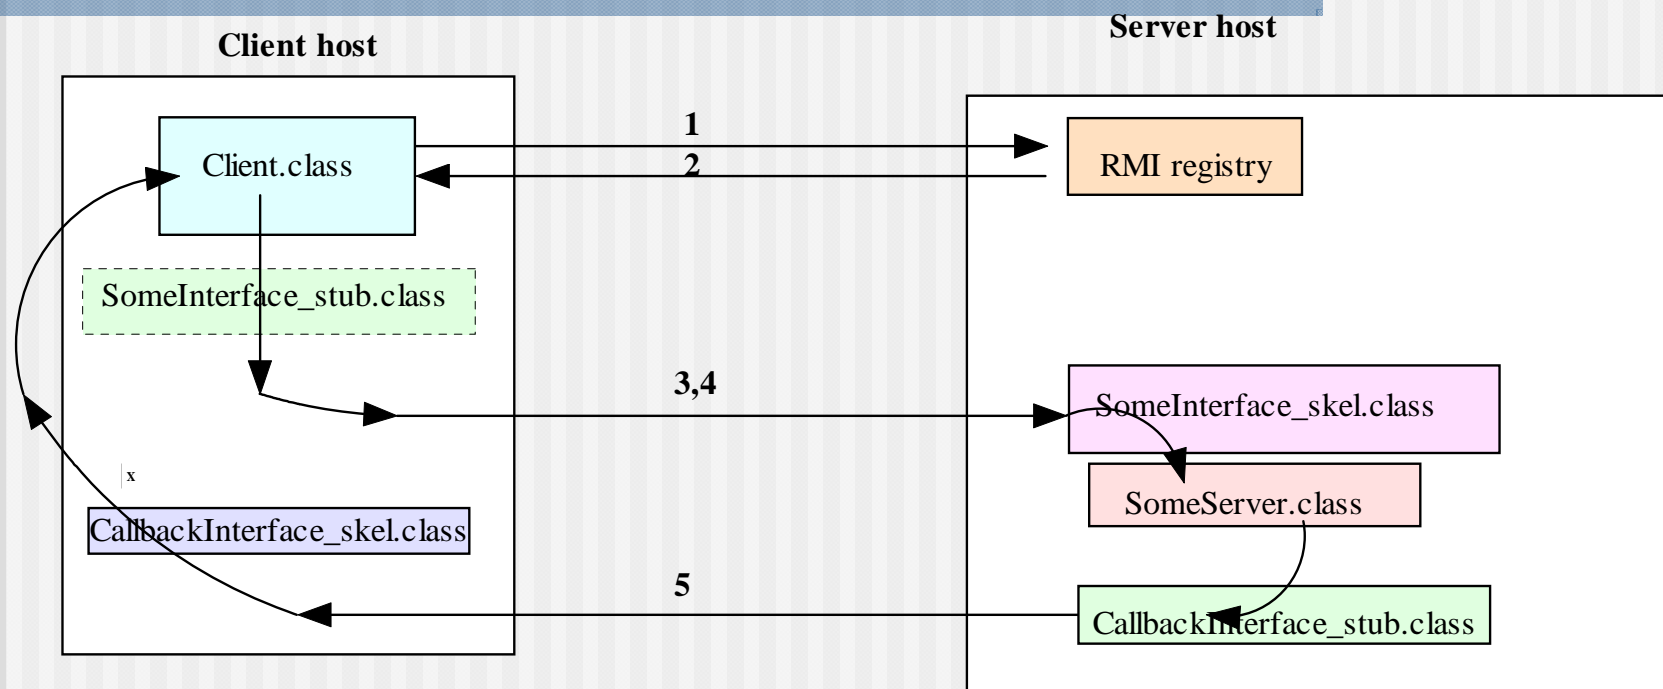 Server host
Client host
1
Client.class
2
RMI registry
SomeInterface_stub.class
3,4
SomeInterface_skel.class
x
SomeServer.class
CallbackInterface_skel.class
5
CallbackInterface_stub.class